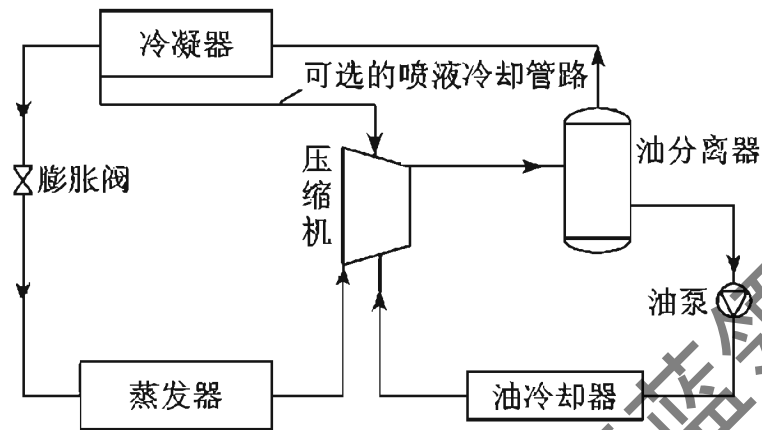 冷凝器
可选的喷液冷却管路
压缩机
油分离器
膨胀阀
油泵
蒸发器
油冷却器